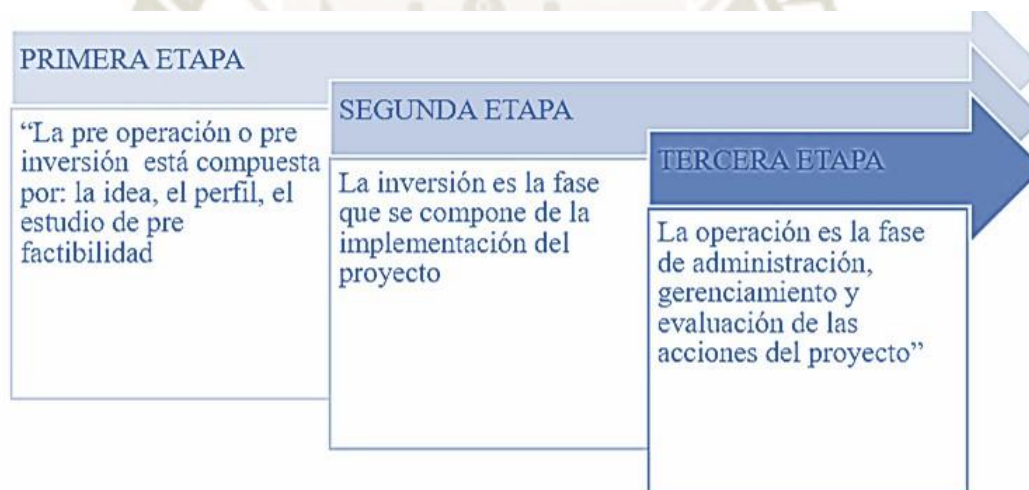 PRIMERA ETAPA
“La pre operación o pre
inversión está compuesta
por: la idea, el perfil, el
estudio de pre
factibilidad
SEGUNDA ETAPA
La inversión es la fase
que se compone de la
implementación del
proyecto
TERCERA ETAPA
La operación es la fase
de administración,
gerenciamiento y
evaluación de las
acciones del proyecto”